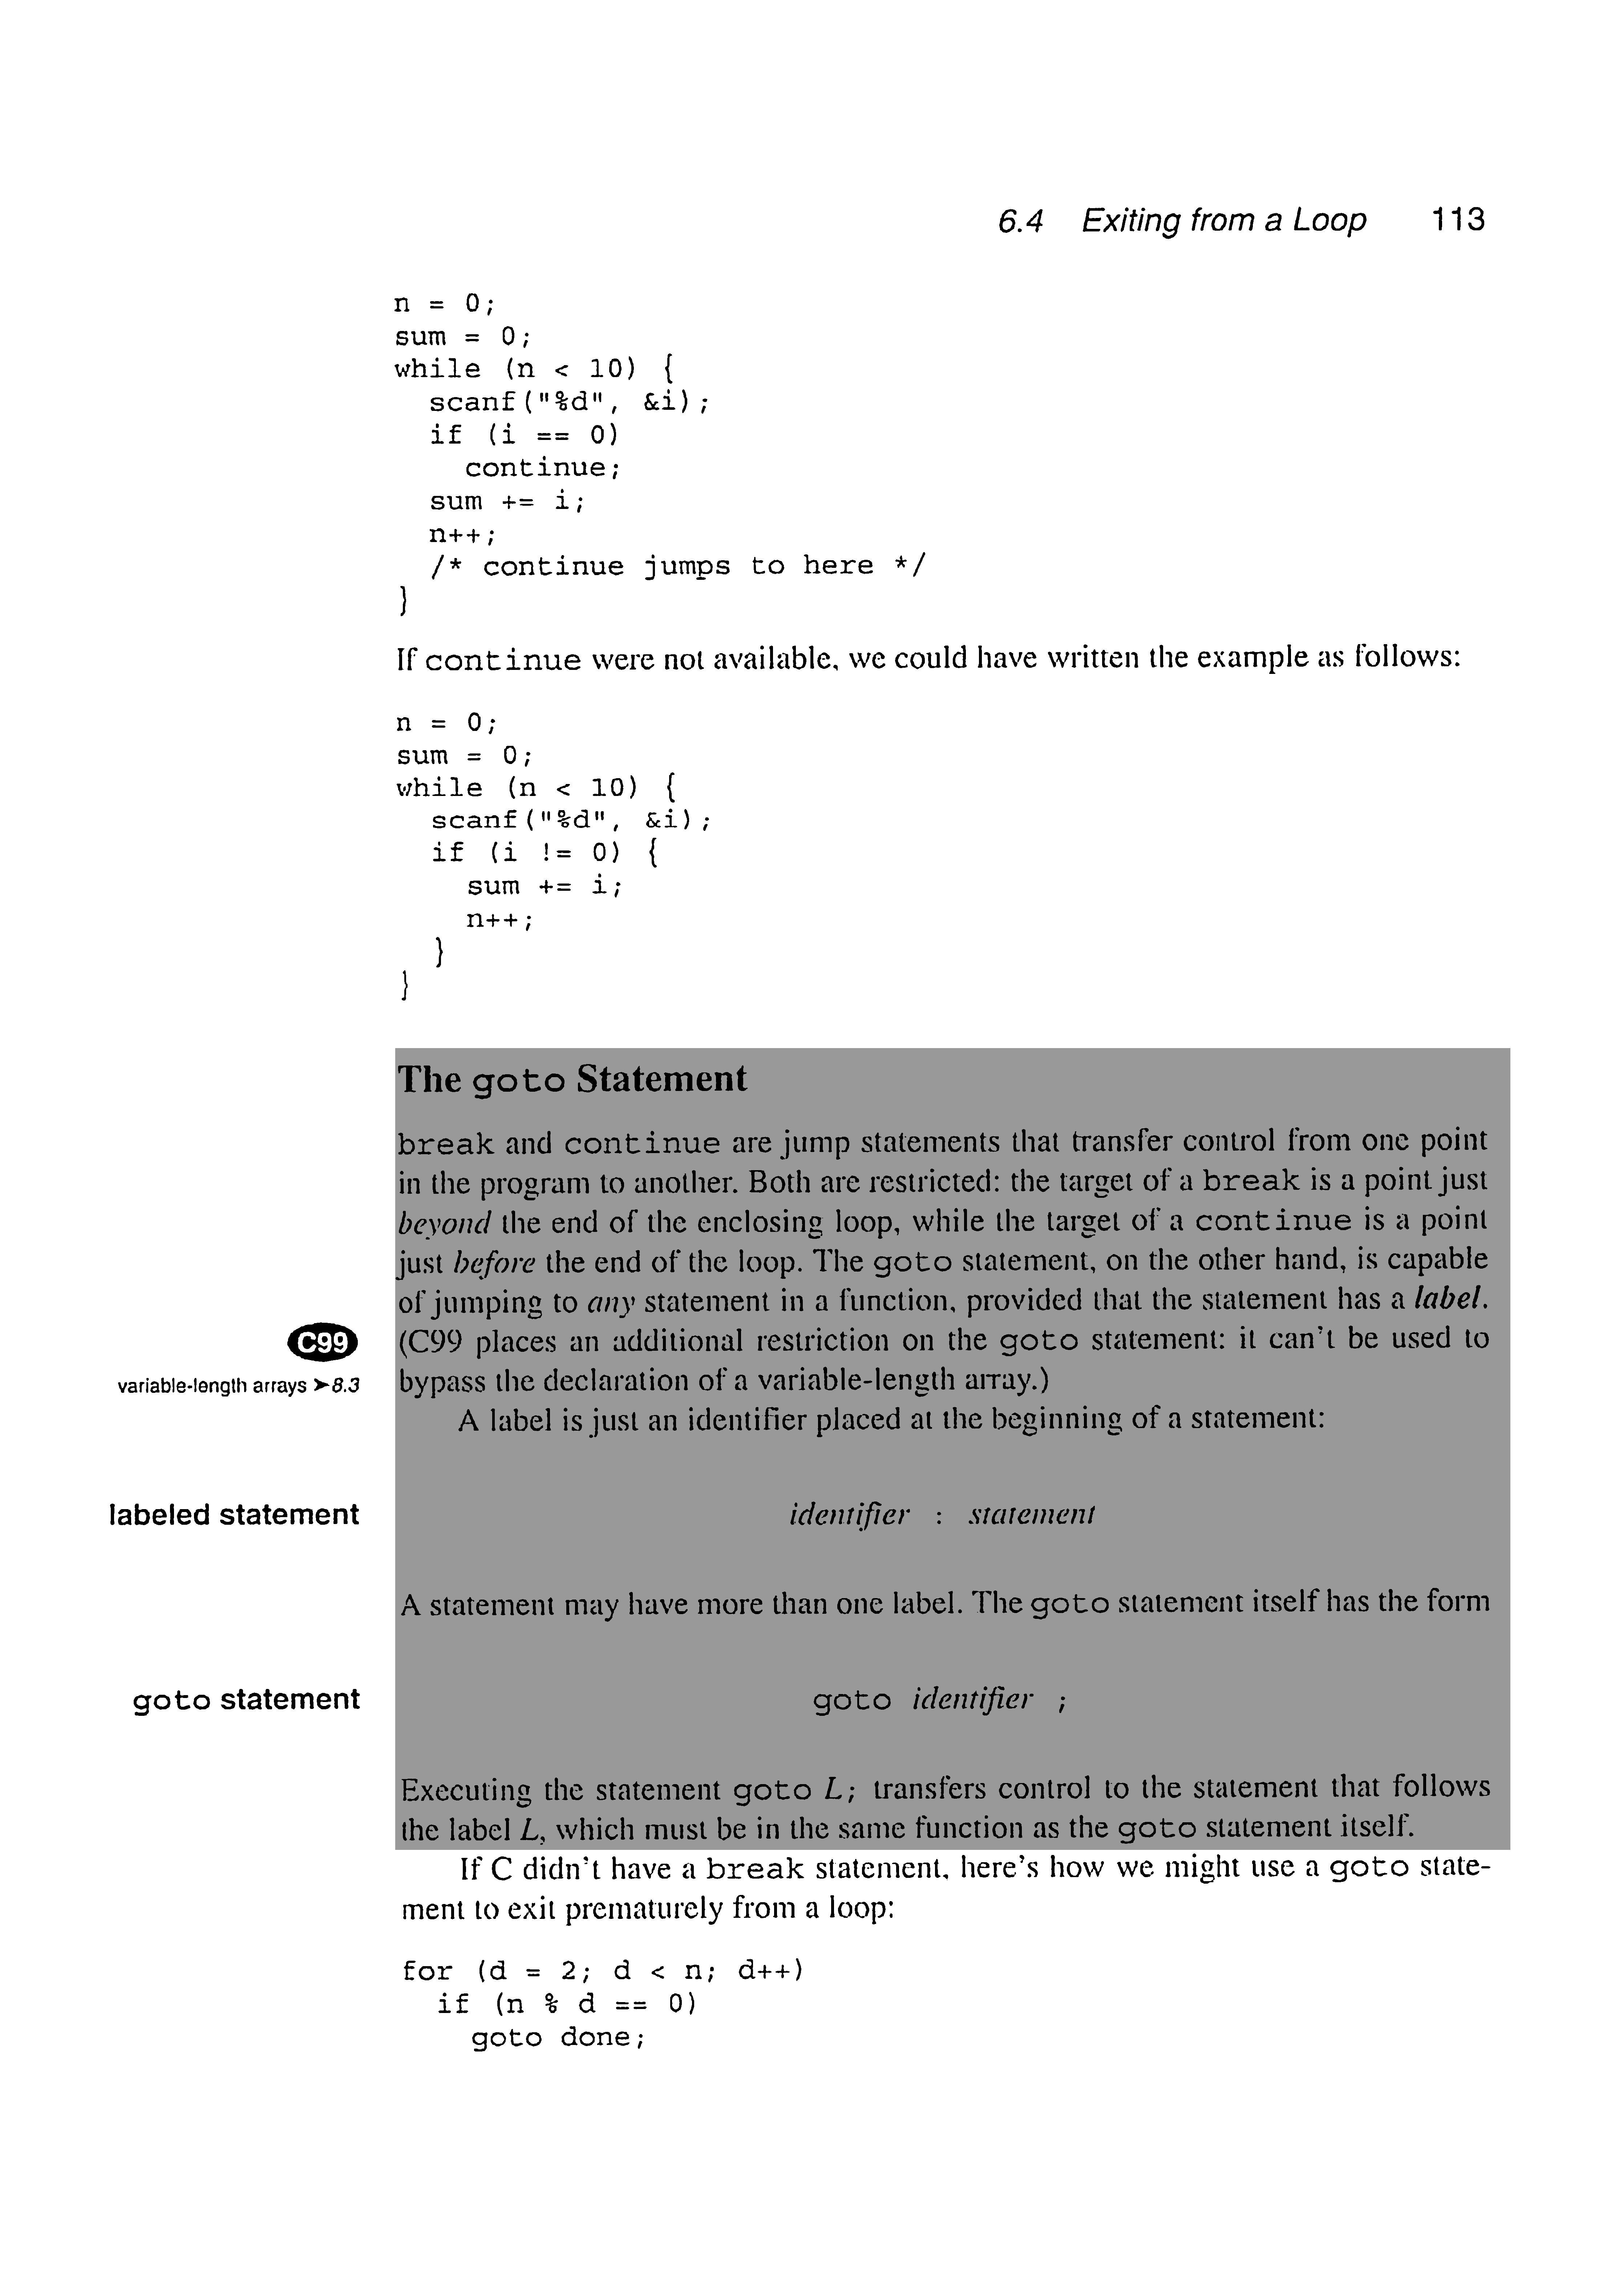 6.4 Exiting from a Loop 113
n = 0;
sum = 0;
while (n < 10) {
  scanf("%d", &i);
  if (i == 0)
    continue;
  sum += i;
  n++;
  /* continue jumps to here */
}
If continue were not available, we could have written the example as follows:
n = 0;
sum = 0;
while (n < 10) {
  scanf("%d", &i);
  if (i != 0) {
    sum += i;
    n++;
  }
}
The goto Statement
break and continue are jump statements that transfer control from one point
in the program to another. Both are restricted: the target of a break is a point just
beyond the end of the enclosing loop, while the target of a continue is a point
just before the end of the loop. The goto statement, on the other hand, is capable
of jumping to any statement in a function, provided that the statement has a label.
C99
(C99 places an additional restriction on the goto statement: it can't be used to
variable-length arrays ➤8.3
bypass the declaration of a variable-length array.)
A label is just an identifier placed at the beginning of a statement:
labeled statement
identifier : statement
A statement may have more than one label. The goto statement itself has the form
goto statement
goto identifier ;
Executing the statement goto L; transfers control to the statement that follows
the label L, which must be in the same function as the goto statement itself.
If C didn't have a break statement, here's how we might use a goto state-
ment to exit prematurely from a loop:
for (d = 2; d < n; d++)
  if (n % d == 0)
    goto done;